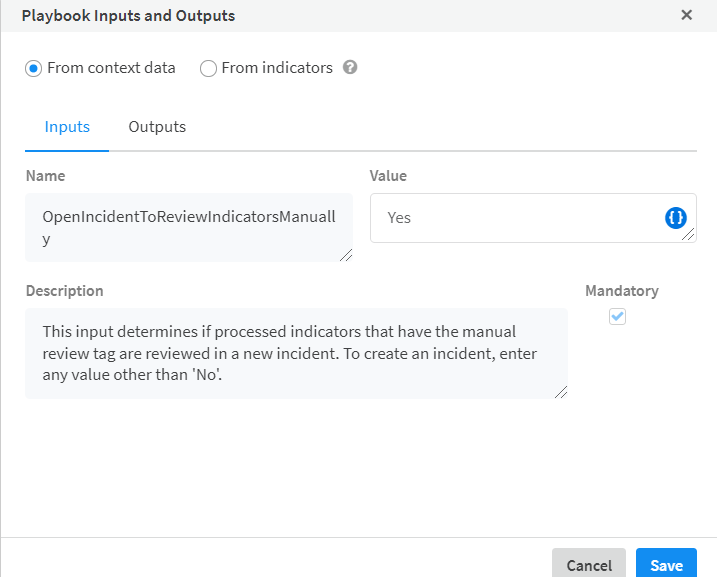 Playbook Inputs and Outputs
From context data From indicators
Inputs Outputs
Name Value
OpenIncidentToReviewIndicatorsManuall
y
Yes
Description Mandatory
This input determines if processed indicators that have the manual
review tag are reviewed in a new incident. To create an incident, enter
any value other than 'No'.
Cancel Save